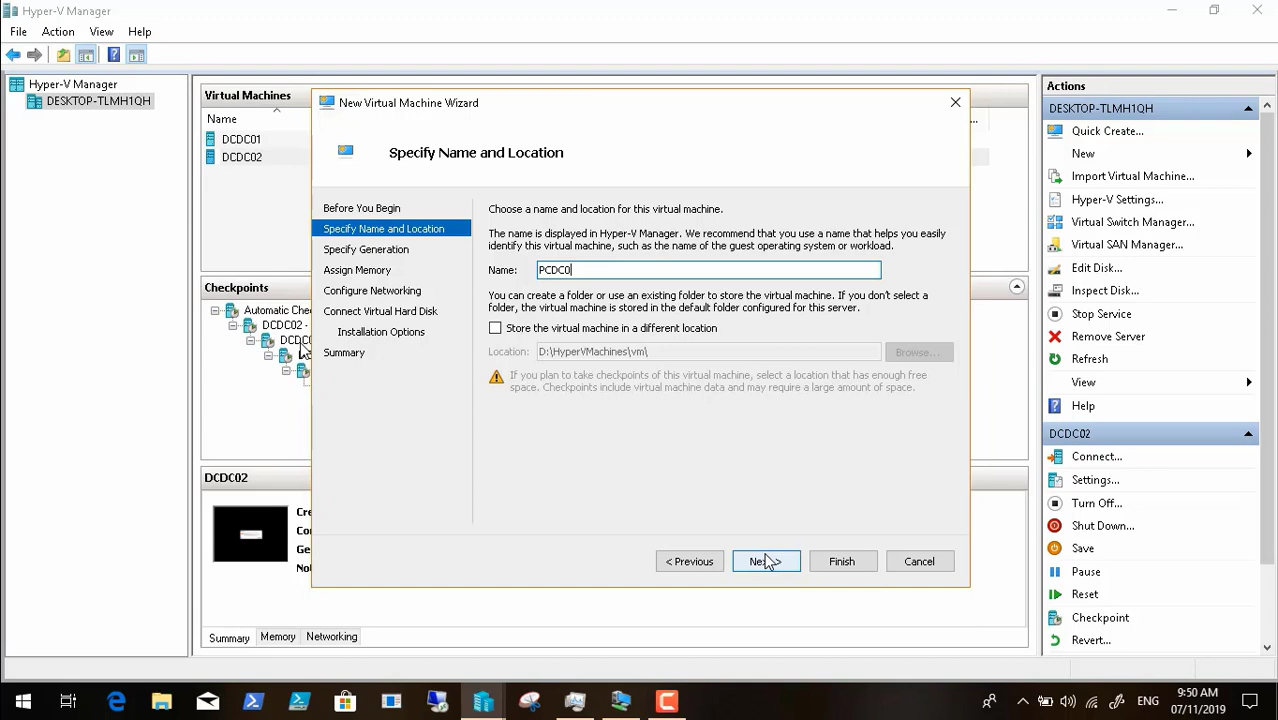 Hyper-V Manager
File Action View Help
Hyper-V Manager
DESKTOP-TLMH1QH
Virtual Machines
Name
DCDC01
DCDC02
...
Checkpoints
Automatic Che
DCDC02 -
DCDC
DCDC02
Cre
Con
Ge
Not
Summary Memory Networking
New Virtual Machine Wizard
Specify Name and Location
Before You Begin
Specify Name and Location
Specify Generation
Assign Memory
Configure Networking
Connect Virtual Hard Disk
Installation Options
Summary
Choose a name and location for this virtual machine.
The name is displayed in Hyper-V Manager. We recommend that you use a name that helps you easily
identify this virtual machine, such as the name of the guest operating system or workload.
Name: PCDC0
You can create a folder or use an existing folder to store the virtual machine. If you don't select a
folder, the virtual machine is stored in the default folder configured for this server.
Store the virtual machine in a different location
Location: D:\HyperVMachines\vm\ Browse...
If you plan to take checkpoints of this virtual machine, select a location that has enough free
space. Checkpoints include virtual machine data and may require a large amount of space.
< Previous Next > Finish Cancel
Actions
DESKTOP-TLMH1QH
Quick Create...
New
Import Virtual Machine...
Hyper-V Settings...
Virtual Switch Manager...
Virtual SAN Manager...
Edit Disk...
Inspect Disk...
Stop Service
Remove Server
Refresh
View
Help
DCDC02
Connect...
Settings...
Turn Off...
Shut Down...
Save
Pause
Reset
Checkpoint
Revert...
ENG
9:50 AM
07/11/2019